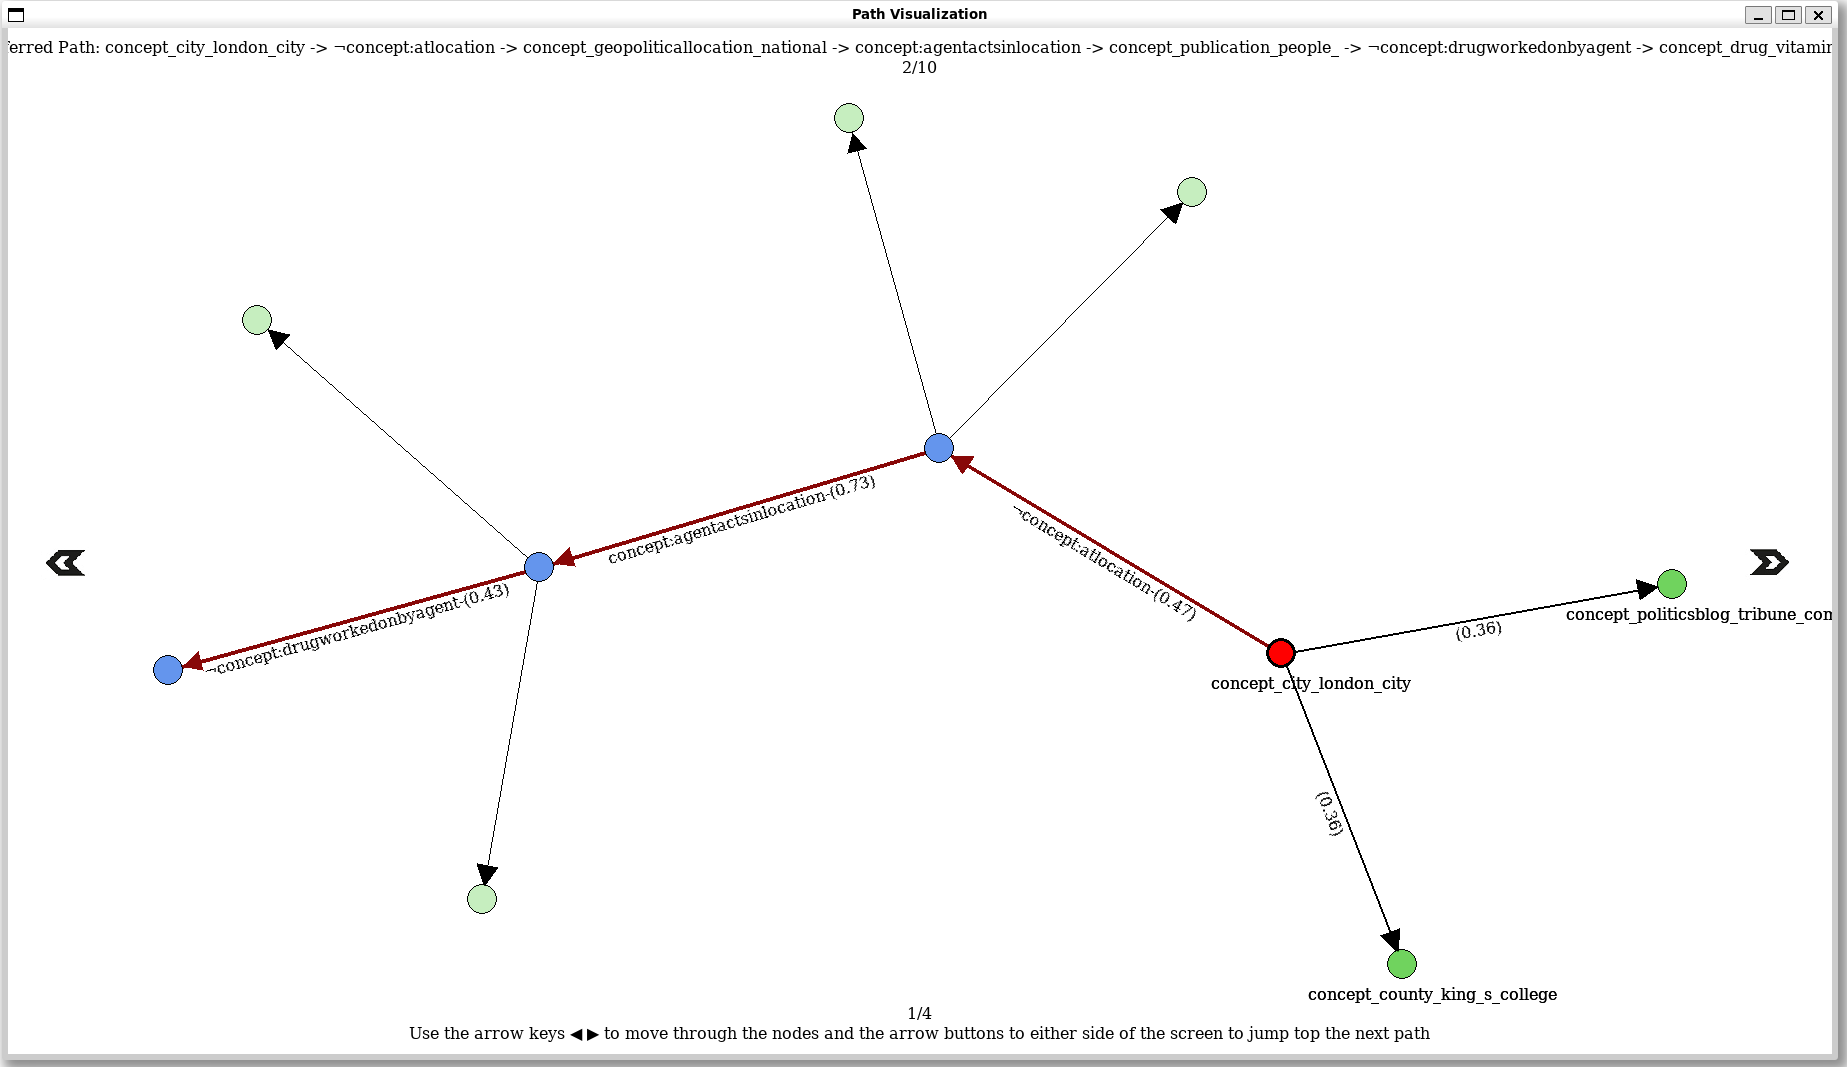 Path Visualization
ferred Path: concept_city_london_city -> ¬concept:atlocation -> concept_geopoliticallocation_national -> concept:agentactsinlocation -> concept_publication_people_ -> ¬concept:drugworkedonbyagent -> concept_drug_vitamin
2/10
concept:agentactsinlocation-(0.73)
¬concept:atlocation-(0.47)
¬concept:drugworkedonbyagent-(0.43)
concept_politicsblog_tribune_com
(0.36)
concept_city_london_city
(0.36)
concept_county_king_s_college
1/4
Use the arrow keys ◀ ▶ to move through the nodes and the arrow buttons to either side of the screen to jump top the next path